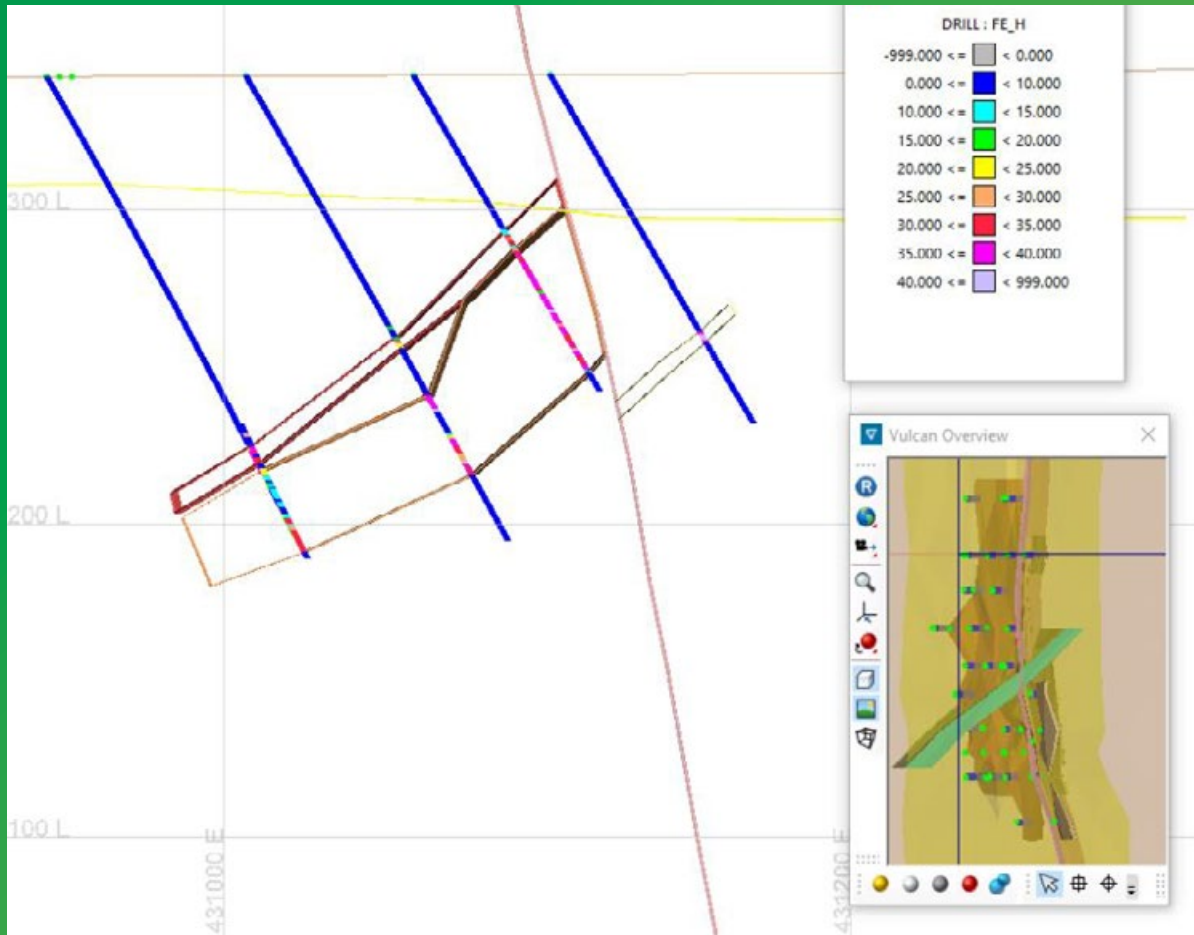 DRILL : FE_H
-999.000 <= < 0.000
0.000 <= < 10.000
10.000 <= < 15.000
15.000 <= < 20.000
20.000 <= < 25.000
25.000 <= < 30.000
30.000 <= < 35.000
35.000 <= < 40.000
40.000 <= < 999.000
300 L
200 L
100 L
431000 E
431200 E
Vulcan Overview
R